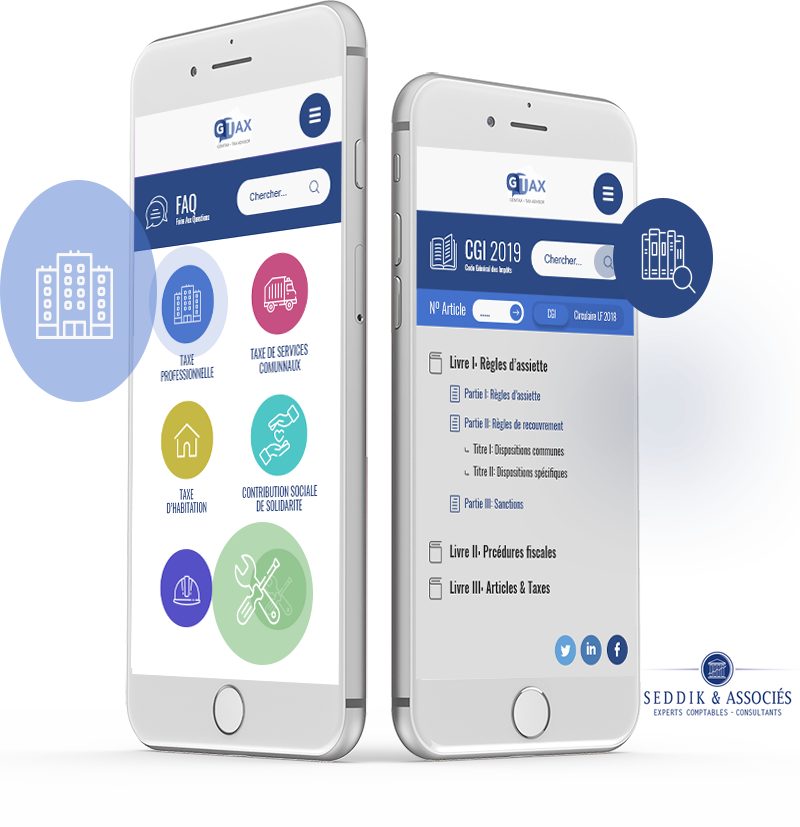 GTAX
GENITAX - TAX ADVISOR
FAQ
Foire Aux Questions
Chercher...
TAXE
PROFESSIONNELLE
TAXE DE SERVICES
COMUNNAUX
TAXE
D'HABITATION
CONTRIBUTION SOCIALE
DE SOLIDARITE
GTAX
GENITAX - TAX ADVISOR
CGI 2019
Code Général des Impôts
Chercher...
Nº Article
CGI
Circulaire LF 2018
Livre I• Règles d'assiette
Partie I: Règles d'assiette
Partie II: Règles de recouvrement
Titre I: Dispositions communes
Titre II: Dispositions spécifiques
Partie III: Sanctions
Livre II• Prcédures fiscales
Livre III• Articles & Taxes
SEDDIK & ASSOCIÉS
EXPERTS COMPTABLES - CONSULTANTS